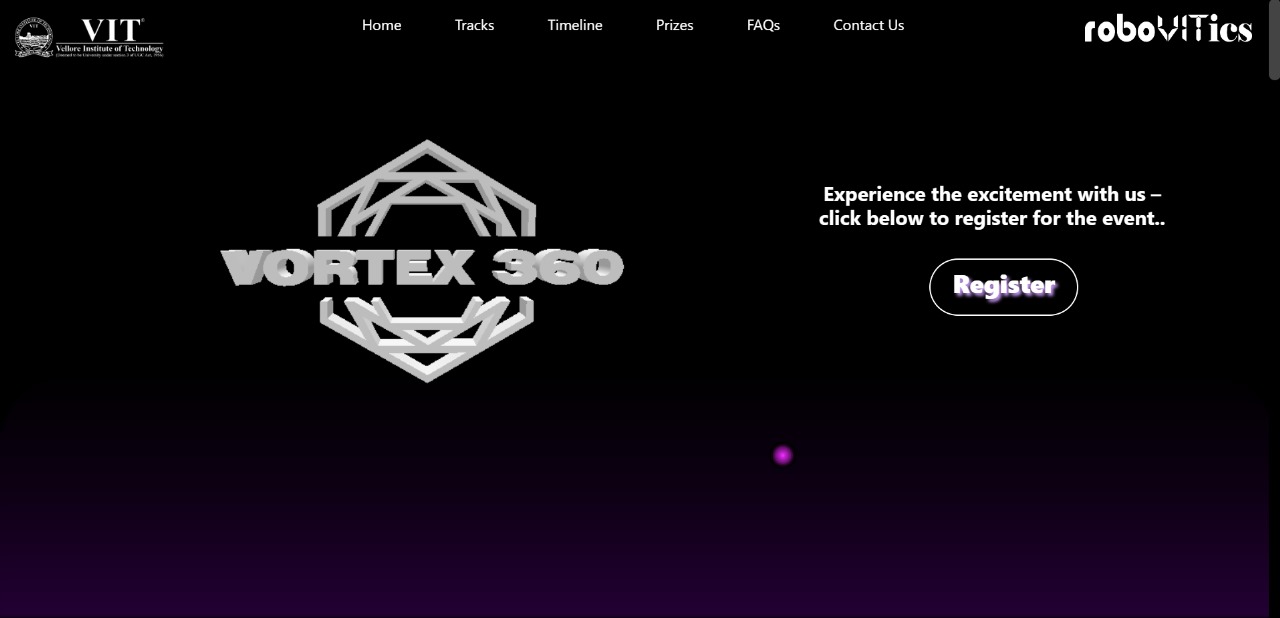 VIT
Vellore Institute of Technology
Home
Tracks
Timeline
Prizes
FAQs
Contact Us
roboVITics
VORTEX 360
Experience the excitement with us –
click below to register for the event..
Register